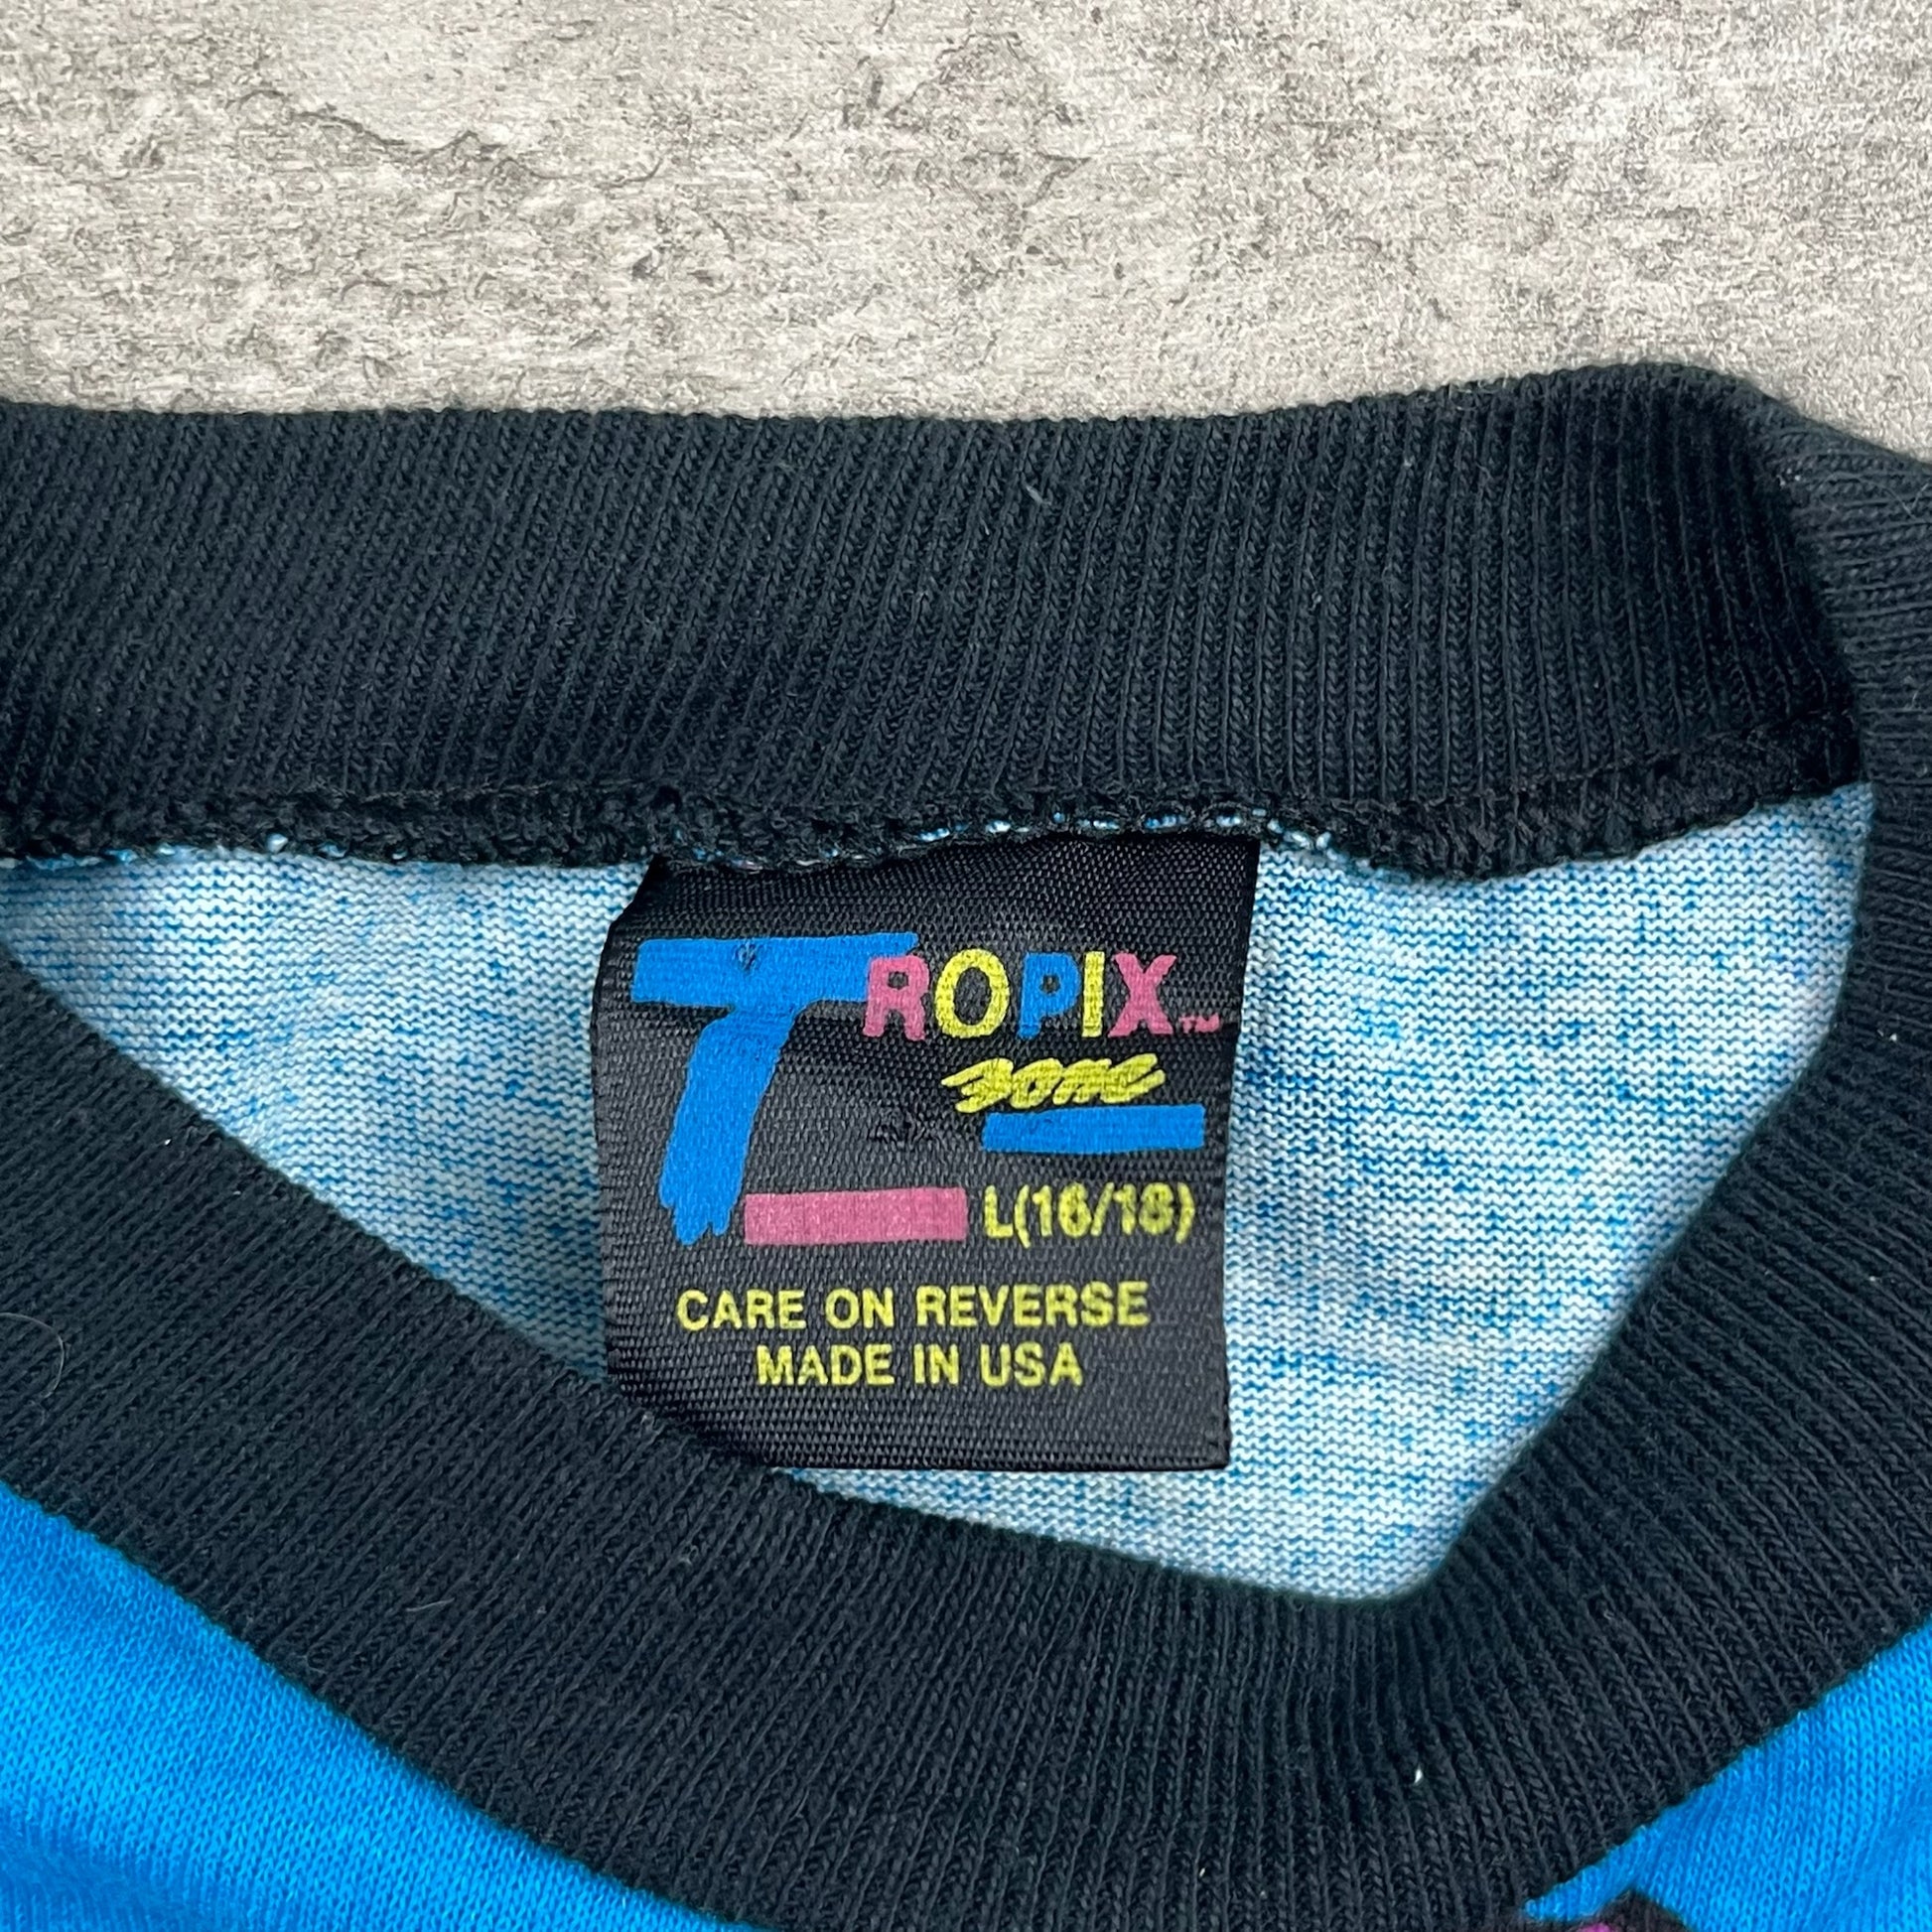 TROPIX™
zone
L(16/18)
CARE ON REVERSE
MADE IN USA